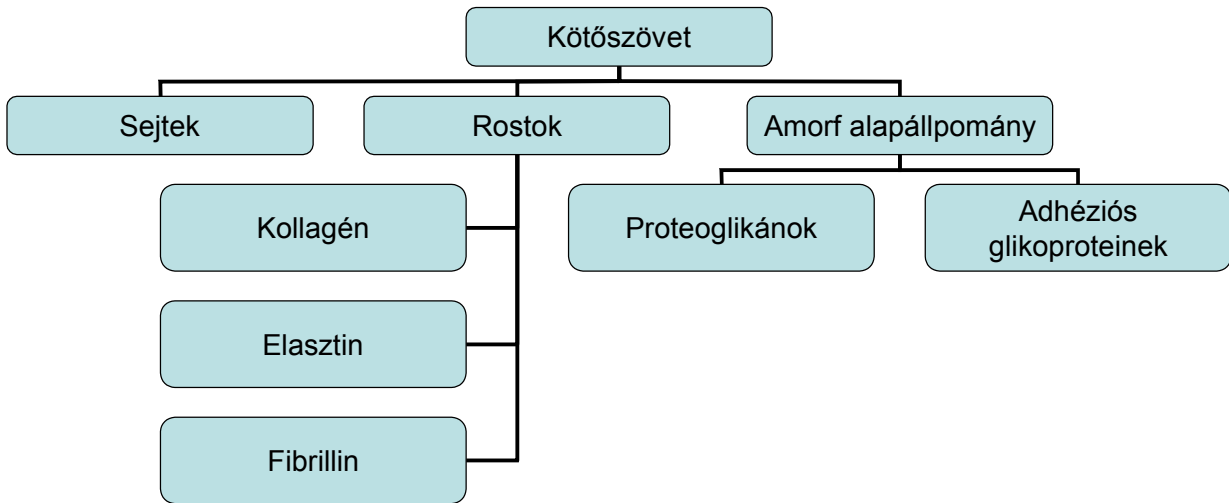 Kötőszövet
Sejtek
Rostok
Amorf alapállpomány
Kollagén
Proteoglikánok
Adhéziós
glikoproteinek
Elasztin
Fibrillin